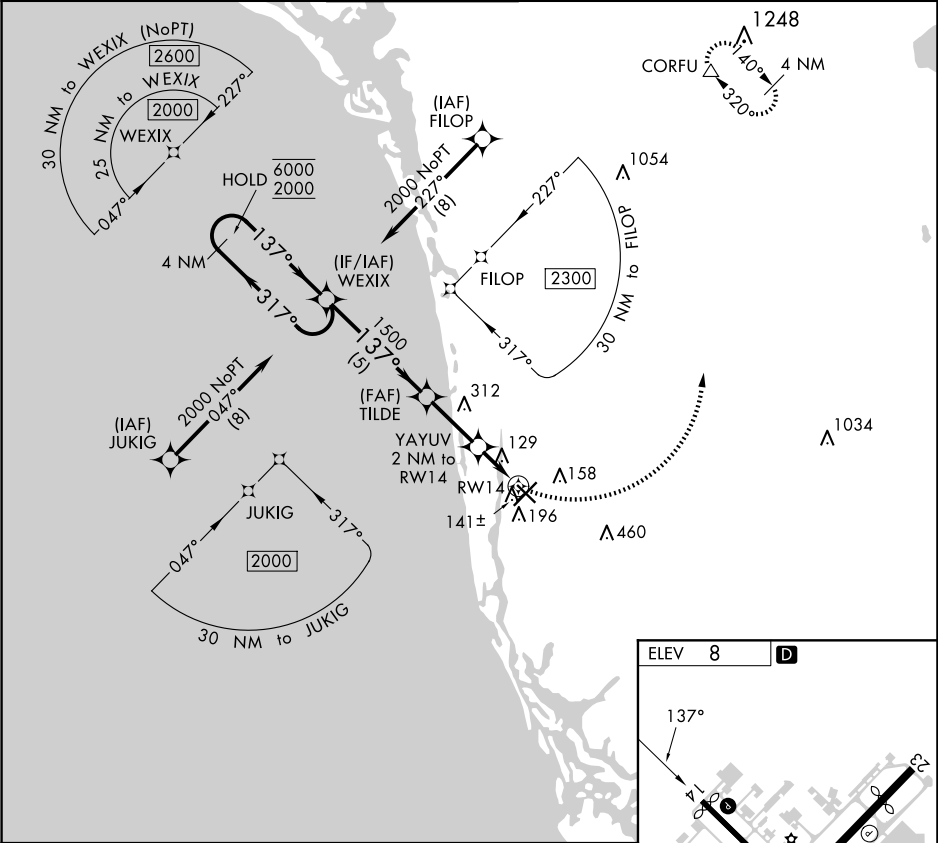 30 NM to WEXIX (NoPT)
2600
25 NM to WEXIX
2000
227°
WEXIX
047°
1248
CORFU
140°
4 NM
320°
(IAF)
FILOP
2000 NoPT
227°
(8)
1054
HOLD
6000
2000
4 NM
137°
317°
(IF/IAF)
WEXIX
227°
FILOP
2300
30 NM to FILOP
317°
1500
137°
(5)
2000 NoPT
047°
(8)
(IAF)
JUKIG
(FAF)
TILDE
312
YAYUV
2 NM to
RW14
129
RW14
158
1034
141±
196
460
JUKIG
047°
317°
2000
30 NM to JUKIG
ELEV 8
D
137°
14
23
P
P